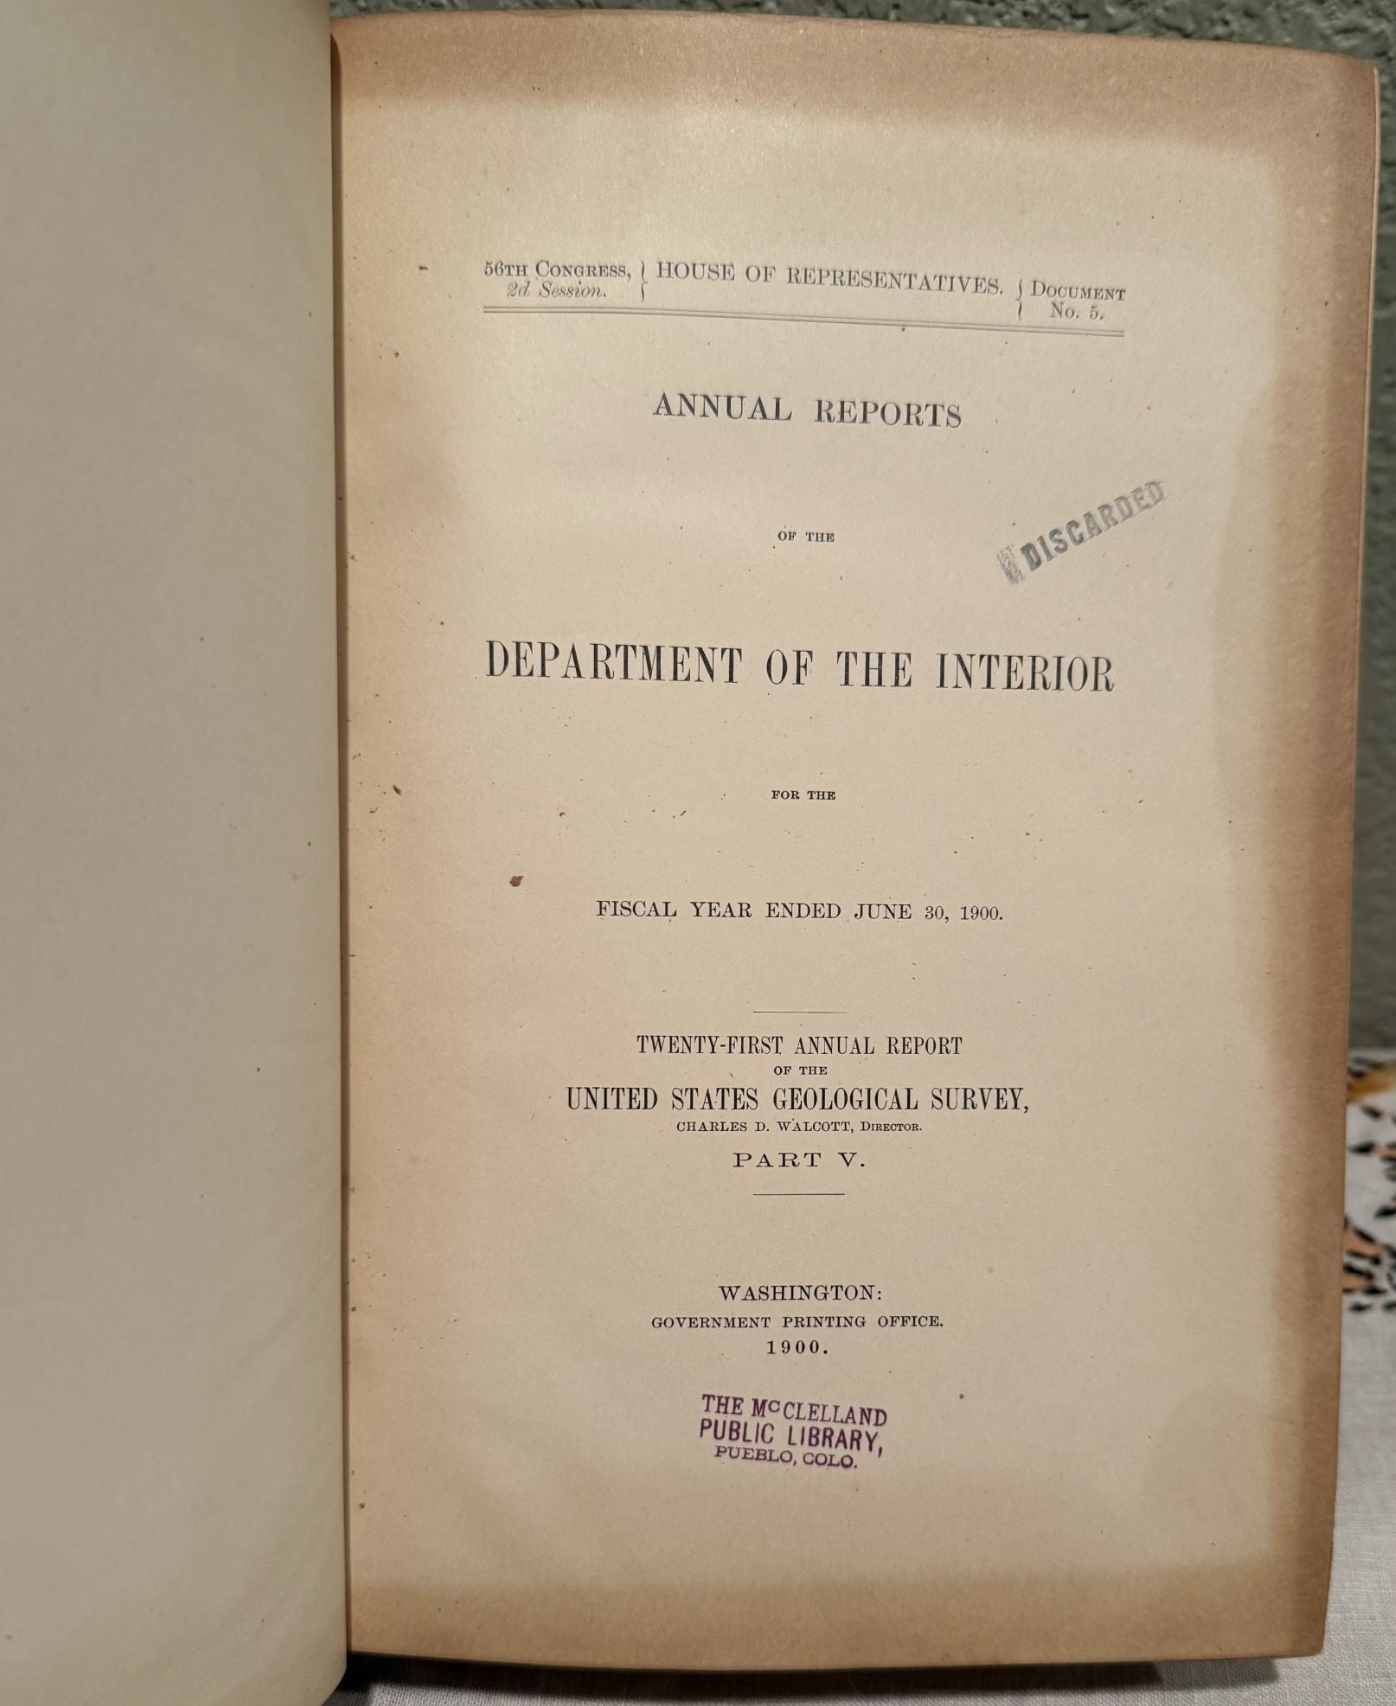 56TH CONGRESS, } HOUSE OF REPRESENTATIVES. { DOCUMENT
2d Session. No. 5.
ANNUAL REPORTS
OF THE
DISCARDED
DEPARTMENT OF THE INTERIOR
FOR THE
FISCAL YEAR ENDED JUNE 30, 1900.
TWENTY-FIRST ANNUAL REPORT
OF THE
UNITED STATES GEOLOGICAL SURVEY,
CHARLES D. WALCOTT, DIRECTOR.
PART V.
WASHINGTON:
GOVERNMENT PRINTING OFFICE.
1900.
THE McCLELLAND
PUBLIC LIBRARY,
PUEBLO, COLO.